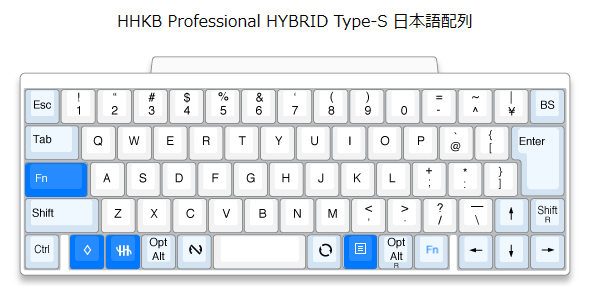 HHKB Professional HYBRID Type-S 日本語配列
Esc ! 1 " 2 # 3 $ 4 % 5 & 6 ' 7 ( 8 ) 9 0 = - ~ ^ | ¥ BS
Tab Q W E R T Y U I O P ` @ { [ Enter
Fn A S D F G H J K L + ; * : } ]
Shift Z X C V B N M < , > . ? / _ \ ↑ Shift R
Ctrl ◇ Opt Alt Opt Alt R Fn ← ↓ →